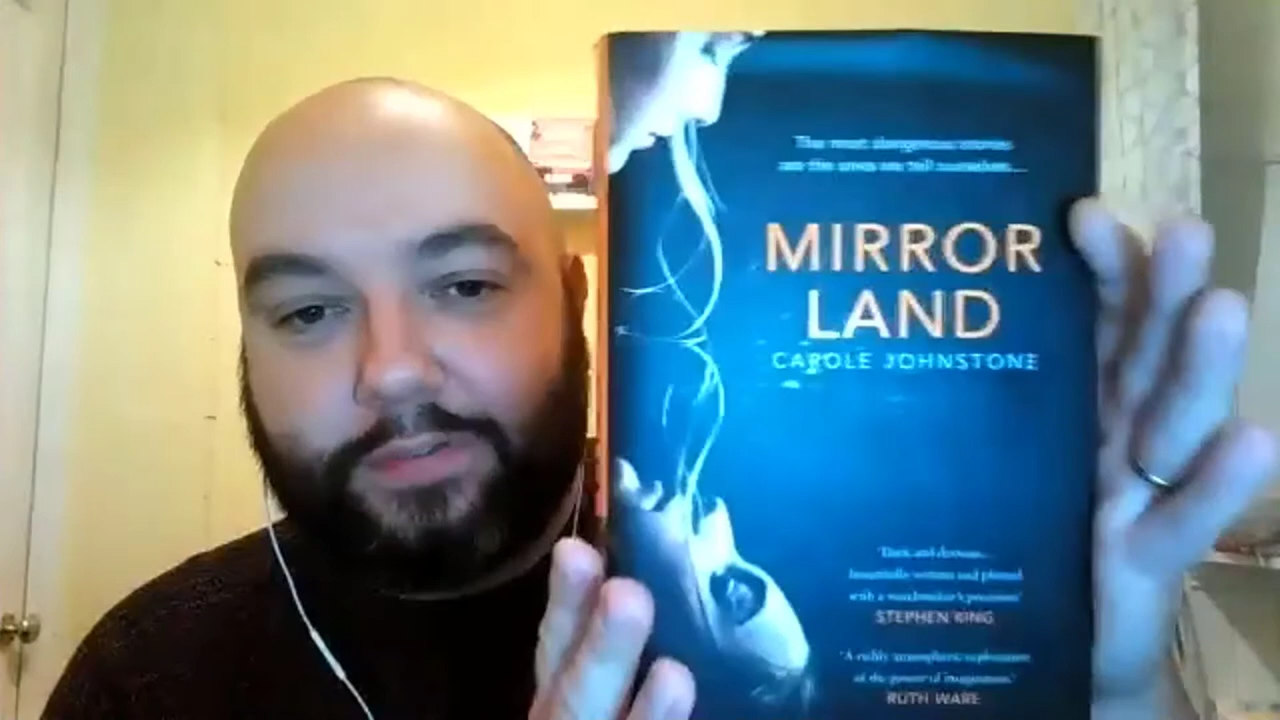 The most dangerous stories
are the ones we tell ourselves...
MIRROR
LAND
CAROLE JOHNSTONE
'Dark and devious...
beautifully written and plotted
with a watchmaker's precision'
STEPHEN KING
'A richly atmospheric exploration
of the power of imagination.'
RUTH WARE